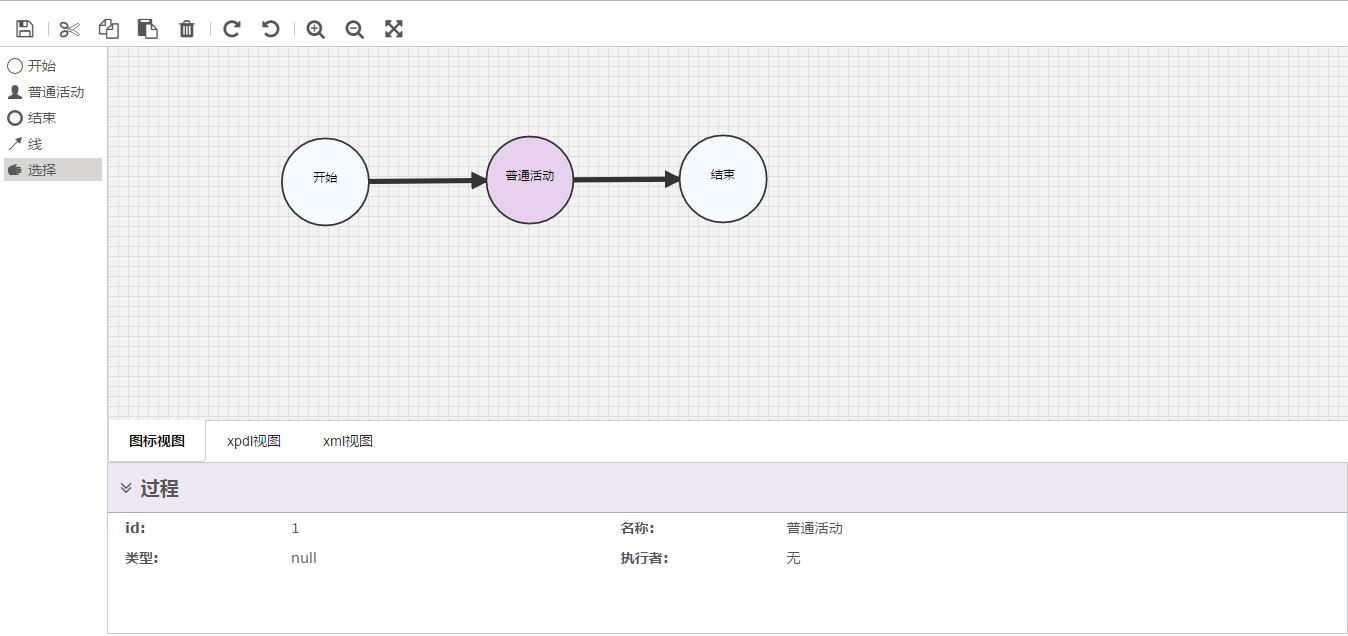 开始
普通活动
结束
线
选择
开始
普通活动
结束
图标视图 xpdl视图 xml视图
过程
id: 1 名称: 普通活动
类型: null 执行者: 无